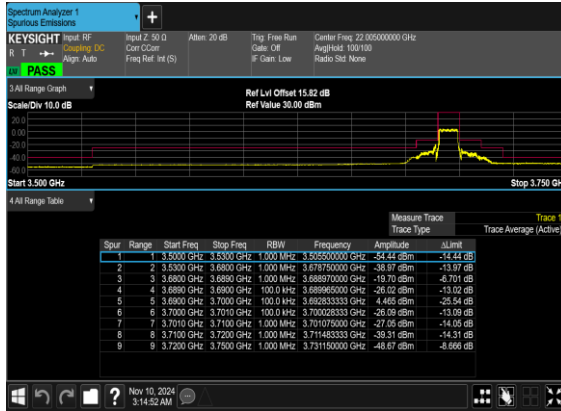 Spectrum Analyzer 1
Spurious Emissions
+
KEYSIGHT Input: RF Input Z: 50 Ω Atten: 20 dB Trig: Free Run Center Freq: 22.005000000 GHz
R T Coupling: DC Corr CCorr Gate: Off Avg|Hold: 100/100
Align: Auto Freq Ref: Int (S) IF Gain: Low Radio Std: None
PASS
3 All Range Graph Ref Lvl Offset 15.82 dB
Scale/Div 10.0 dB Ref Value 30.00 dBm
20.0
0.00
-20.0
-40.0
-60.0
Start 3.500 GHz Stop 3.750 GH
4 All Range Table
Measure Trace Trace 1
Trace Type Trace Average (Active)
Spur Range Start Freq Stop Freq RBW Frequency Amplitude ΔLimit
1 1 3.5000 GHz 3.5300 GHz 1.000 MHz 3.505500000 GHz -54.44 dBm -14.44 dB
2 2 3.5300 GHz 3.6800 GHz 1.000 MHz 3.678750000 GHz -38.97 dBm -13.97 dB
3 3 3.6800 GHz 3.6890 GHz 1.000 MHz 3.688970000 GHz -19.70 dBm -6.701 dB
4 4 3.6890 GHz 3.6900 GHz 100.0 kHz 3.689965000 GHz -26.02 dBm -13.02 dB
5 5 3.6900 GHz 3.7000 GHz 100.0 kHz 3.692833333 GHz 4.465 dBm -25.54 dB
6 6 3.7000 GHz 3.7010 GHz 100.0 kHz 3.700028333 GHz -26.09 dBm -13.09 dB
7 7 3.7010 GHz 3.7100 GHz 1.000 MHz 3.701075000 GHz -27.05 dBm -14.05 dB
8 8 3.7100 GHz 3.7200 GHz 1.000 MHz 3.711483333 GHz -39.31 dBm -14.31 dB
9 9 3.7200 GHz 3.7500 GHz 1.000 MHz 3.731150000 GHz -48.67 dBm -8.666 dB
? Nov 10, 2024
3:14:52 AM